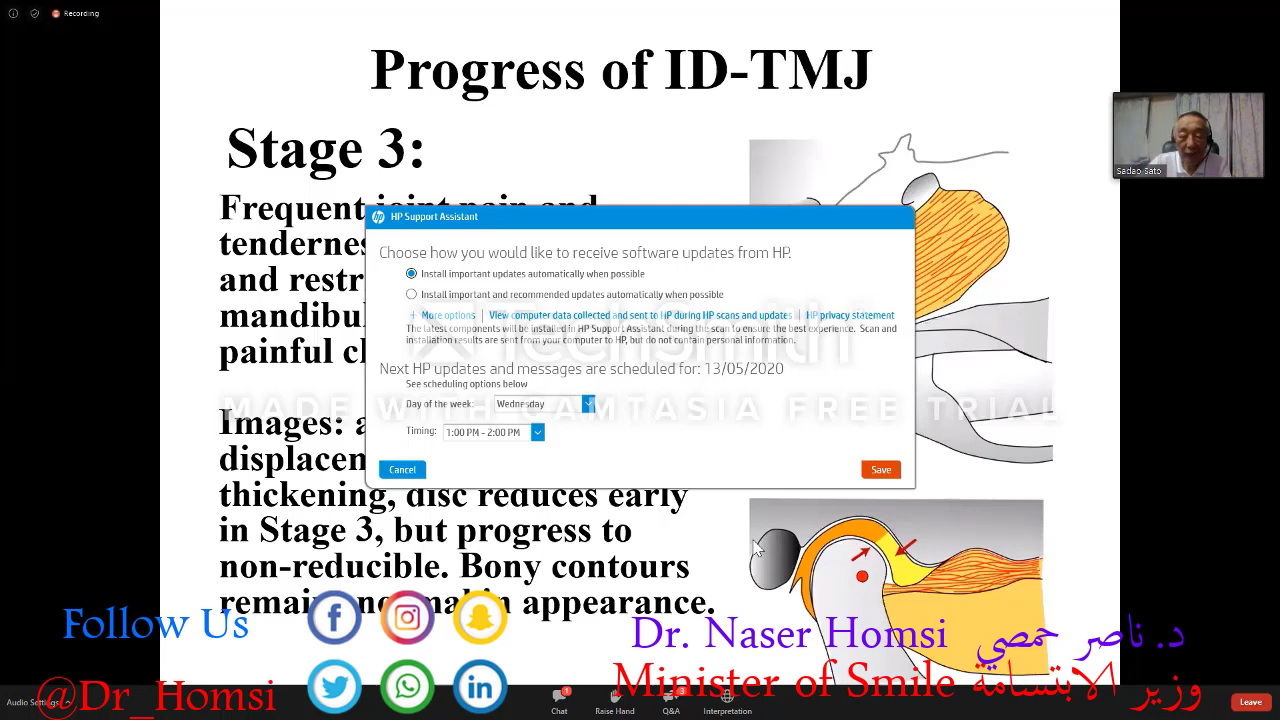 Recording
Progress of ID-TMJ
Stage 3:
Frequent joint pain and
and
Images:
thickening, disc reduces early
in Stage 3, but progress to
non-reducible. Bony contours
appearance.
HP Support Assistant
Choose how you would like to receive software updates from HP.
Install important updates automatically when possible
Install important and recommended updates automatically when possible
+ More options | View computer data collected and sent to HP during HP scans and updates | HP privacy statement
The latest components will be installed in HP Support Assistant during the scan to ensure the best experience. Scan and
installation results are sent from your computer to HP, but do not contain personal information.
Next HP updates and messages are scheduled for: 13/05/2020
See scheduling options below
Day of the week: Wednesday
Timing: 1:00 PM - 2:00 PM
Cancel Save
TechSmith
MADE WITH CAMTASIA FREE TRIAL
Sadao Sato
Follow Us
@Dr_Homsi
Dr. Naser Homsi د. ناصر حمصي
Minister of Smile وزير الابتسامة
Audio Settings
1
Chat
Raise Hand
Q&A
Interpretation
Leave